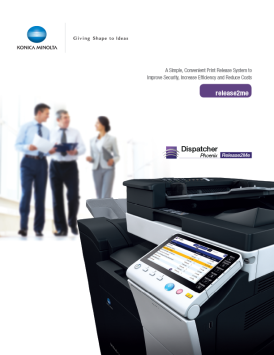 KONICA MINOLTA
Giving Shape to Ideas
A Simple, Convenient Print Release System to
Improve Security, Increase Efficiency and Reduce Costs
release2me
Dispatcher
Phoenix Release2Me